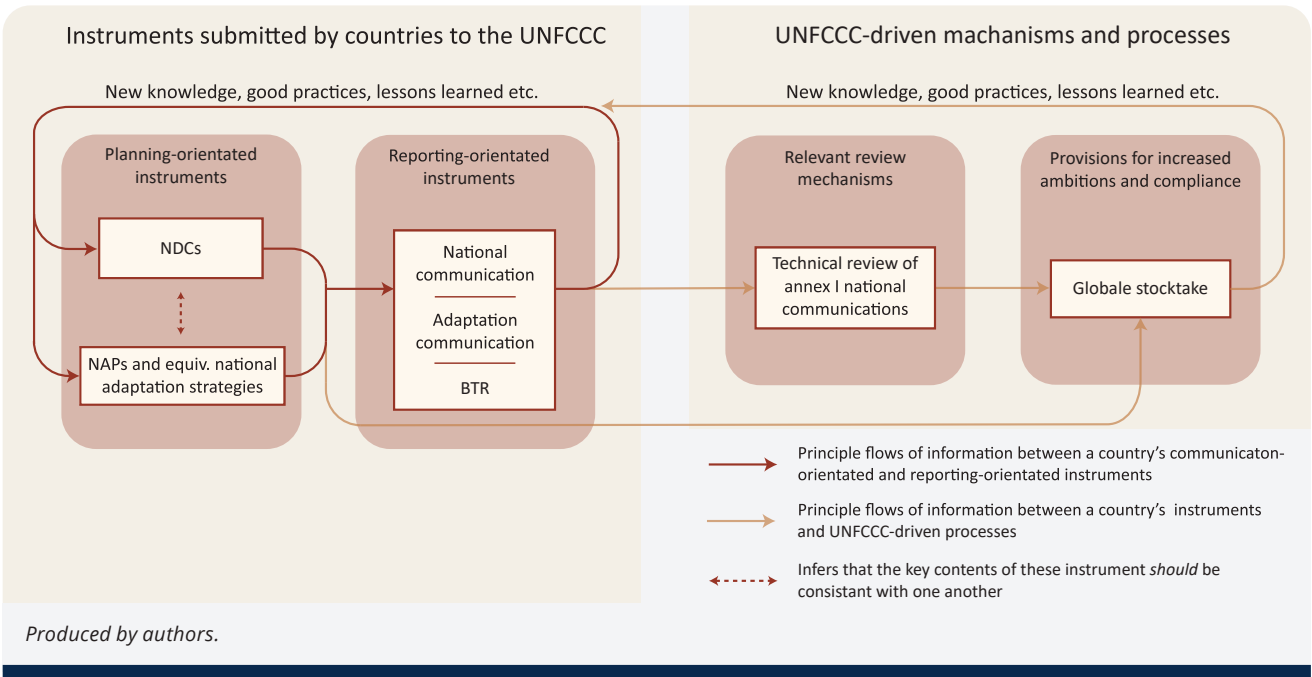 Instruments submitted by countries to the UNFCCC
New knowledge, good practices, lessons learned etc.
Planning-orientated
instruments
NDCs
NAPs and equiv. national
adaptation strategies
Reporting-orientated
instruments
National
communication
Adaptation
communication
BTR
UNFCCC-driven machanisms and processes
New knowledge, good practices, lessons learned etc.
Relevant review
mechanisms
Technical review of
annex I national
communications
Provisions for increased
ambitions and compliance
Globale stocktake
Principle flows of information between a country’s communicaton-
orientated and reporting-orientated instruments
Principle flows of information between a country’s instruments
and UNFCCC-driven processes
Infers that the key contents of these instrument should be
consistant with one another
Produced by authors.